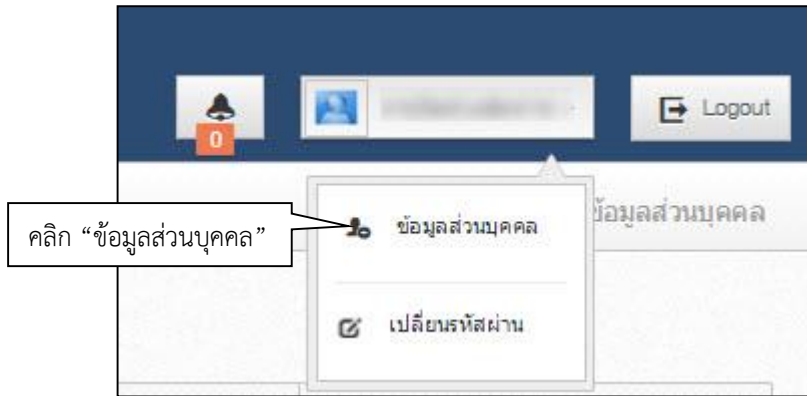 0
Logout
คลิก “ข้อมูลส่วนบุคคล”
ข้อมูลส่วนบุคคล
ข้อมูลส่วนบุคคล
เปลี่ยนรหัสผ่าน